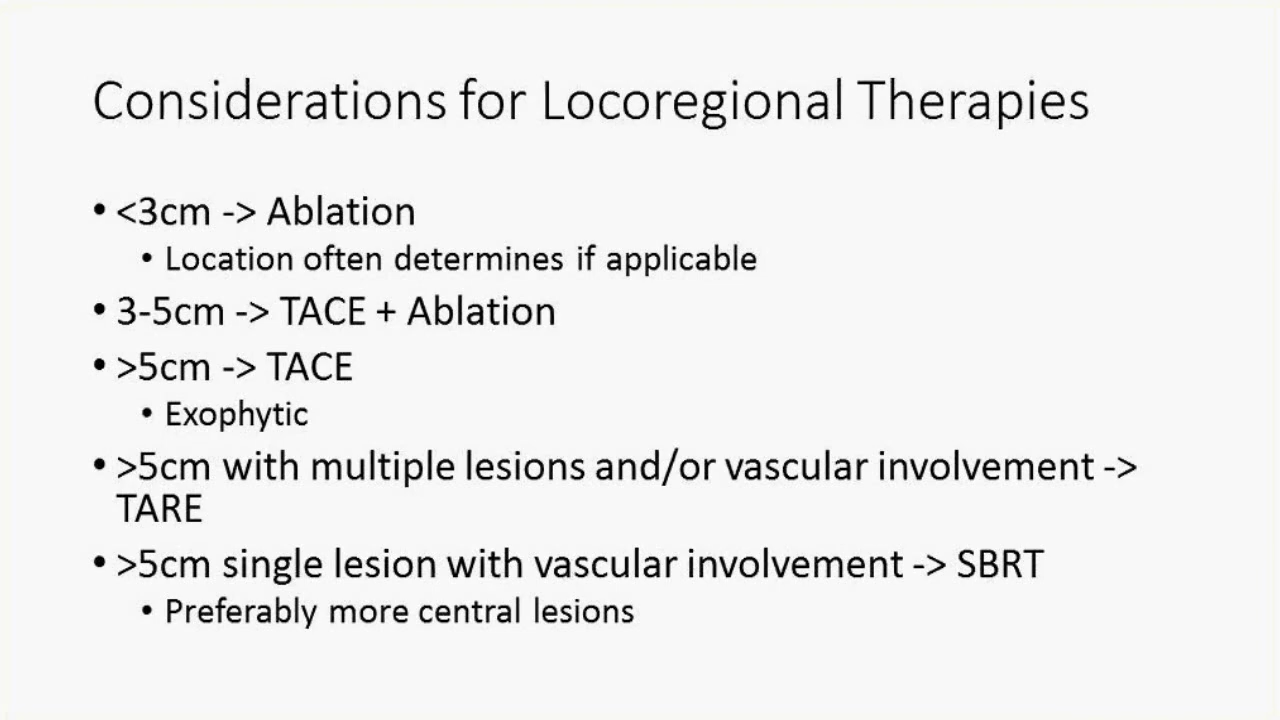 Considerations for Locoregional Therapies
• <3cm -> Ablation
• Location often determines if applicable
• 3-5cm -> TACE + Ablation
• >5cm -> TACE
• Exophytic
• >5cm with multiple lesions and/or vascular involvement ->
TARE
• >5cm single lesion with vascular involvement -> SBRT
• Preferably more central lesions